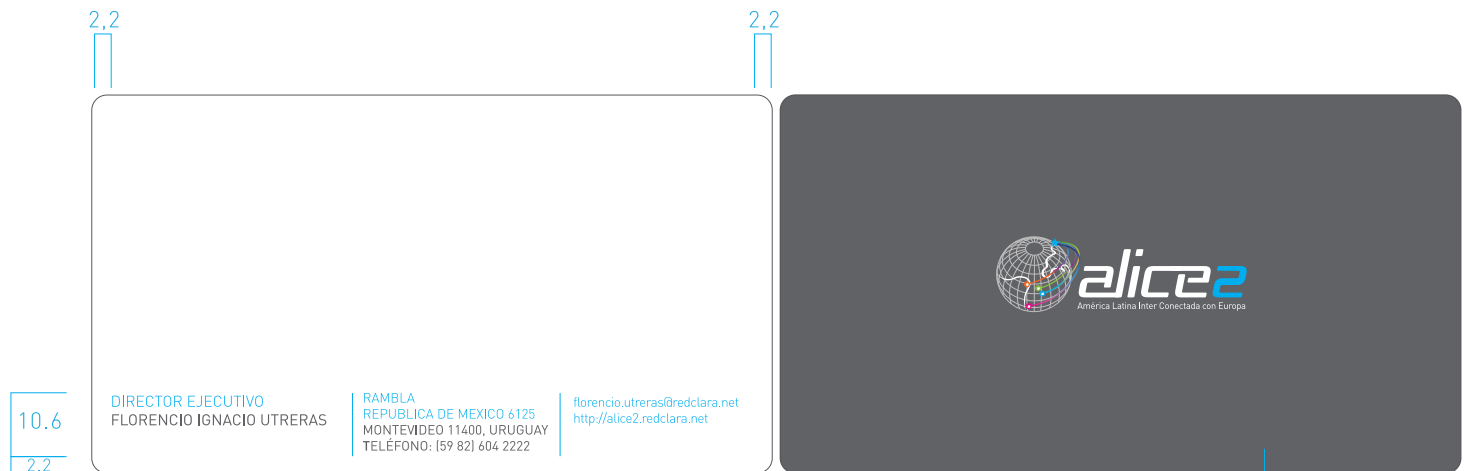 2,2
2,2
alice2
América Latina Inter Conectada con Europa
10.6
2,2
DIRECTOR EJECUTIVO
FLORENCIO IGNACIO UTRERAS
RAMBLA
REPUBLICA DE MEXICO 6125
MONTEVIDEO 11400, URUGUAY
TELÉFONO: (59 82) 604 2222
florencio.utreras@redclara.net
http://alice2.redclara.net